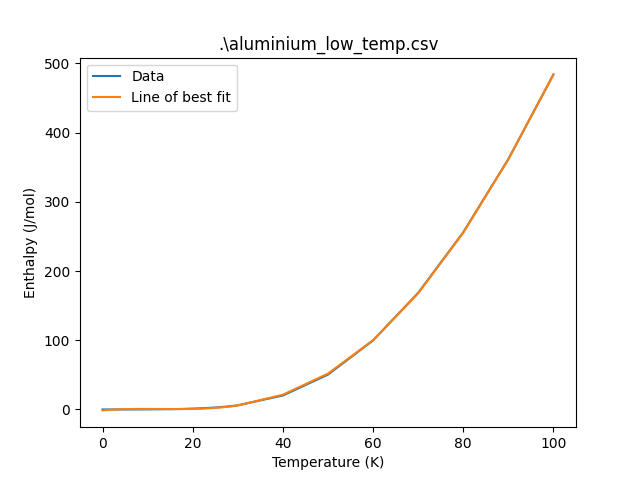 .\aluminium_low_temp.csv
Data
Line of best fit
Enthalpy (J/mol)
500
400
300
200
100
0
0 20 40 60 80 100
Temperature (K)